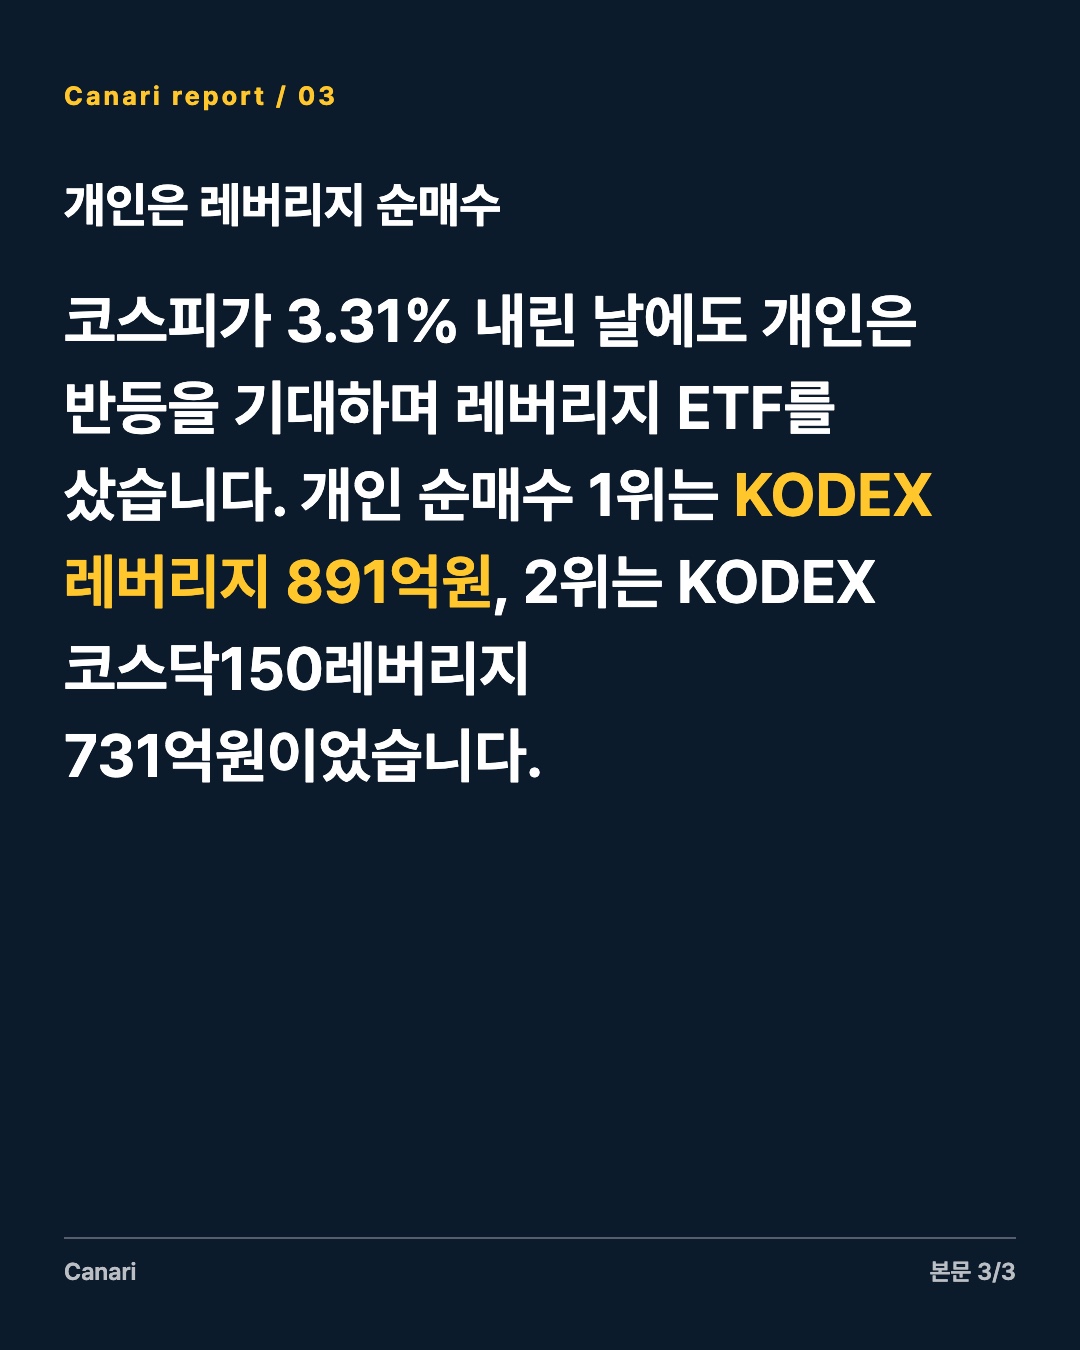 Canari report / 03
개인은 레버리지 순매수
코스피가 3.31% 내린 날에도 개인은
반등을 기대하며 레버리지 ETF를
샀습니다. 개인 순매수 1위는 KODEX
레버리지 891억원, 2위는 KODEX
코스닥150레버리지
731억원이었습니다.
Canari
본문 3/3